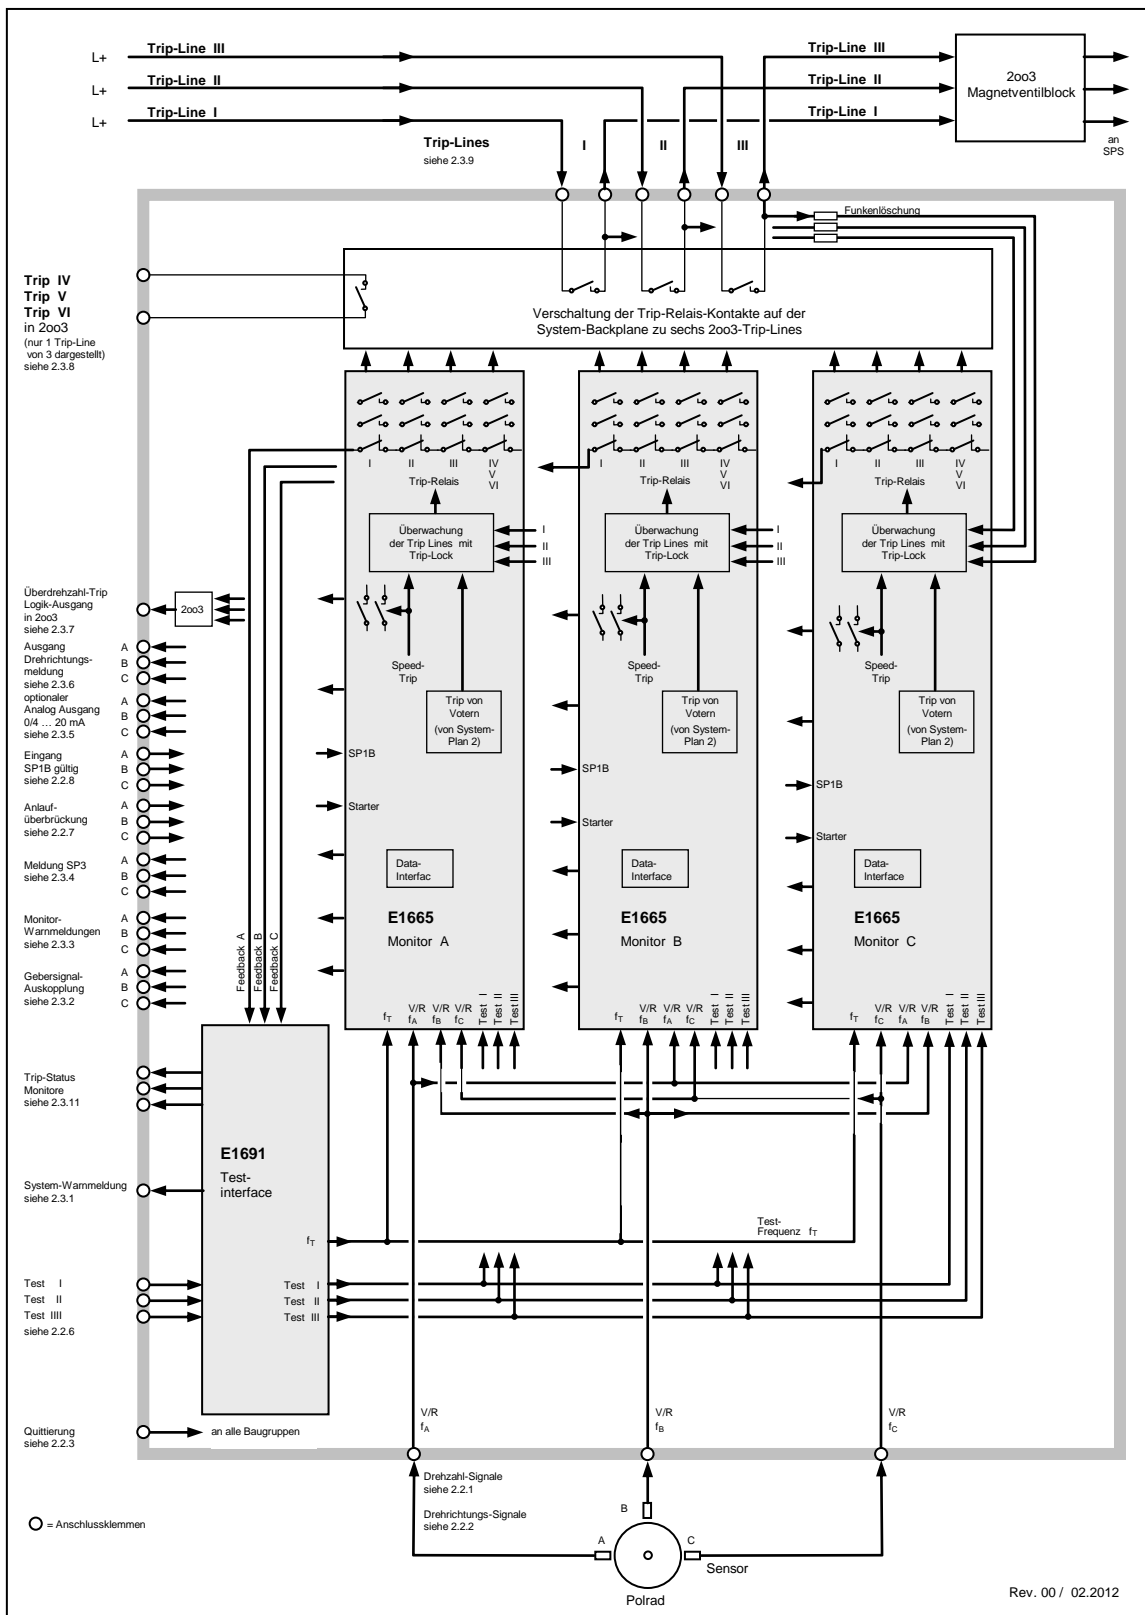 L+ Trip-Line III
L+ Trip-Line II
L+ Trip-Line I
Trip-Line III
Trip-Line II
Trip-Line I
2oo3
Magnetventilblock
an
SPS
Trip-Lines
siehe 2.3.9
I II III
Funkenlöschung
Trip IV
Trip V
Trip VI
in 2oo3
(nur 1 Trip-Line
von 3 dargestellt)
siehe 2.3.8
Verschaltung der Trip-Relais-Kontakte auf der
System-Backplane zu sechs 2oo3-Trip-Lines
I II III IV
V
VI
Trip-Relais
Überwachung
der Trip Lines mit
Trip-Lock
I
II
III
Speed-
Trip
Trip von
Votern
(von System-
Plan 2)
SP1B
Starter
Data-
Interfac
E1665
Monitor A
fT
V/R
fA
V/R
fB
V/R
fC
Test I
Test II
Test III
I II III IV
V
VI
Trip-Relais
Überwachung
der Trip Lines mit
Trip-Lock
I
II
III
Speed-
Trip
Trip von
Votern
(von System-
Plan 2)
SP1B
Starter
Data-
Interface
E1665
Monitor B
fT
V/R
fB
V/R
fA
V/R
fC
Test I
Test II
Test III
I II III IV
V
VI
Trip-Relais
Überwachung
der Trip Lines mit
Trip-Lock
Speed-
Trip
Trip von
Votern
(von System-
Plan 2)
SP1B
Starter
Data-
Interface
E1665
Monitor C
fT
V/R
fC
V/R
fA
V/R
fB
Test I
Test II
Test III
Überdrehzahl-Trip
Logik-Ausgang
in 2oo3
siehe 2.3.7
2oo3
Ausgang
Drehrichtungs-
meldung
siehe 2.3.6
A
B
C
optionaler
Analog Ausgang
0/4 ... 20 mA
siehe 2.3.5
A
B
C
Eingang
SP1B gültig
siehe 2.2.8
A
B
C
Anlauf-
überbrückung
siehe 2.2.7
A
B
C
Meldung SP3
siehe 2.3.4
A
B
C
Monitor-
Warnmeldungen
siehe 2.3.3
A
B
C
Gebersignal-
Auskopplung
siehe 2.3.2
A
B
C
Feedback A
Feedback B
Feedback C
Trip-Status
Monitore
siehe 2.3.11
E1691
Test-
interface
System-Warnmeldung
siehe 2.3.1
fT
Test-
Frequenz fT
Test I
Test II
Test IIII
siehe 2.2.6
Test I
Test II
Test III
Quittierung
siehe 2.2.3
an alle Baugruppen
V/R
fA
V/R
fB
V/R
fC
Drehzahl-Signale
siehe 2.2.1
Drehrichtungs-Signale
siehe 2.2.2
= Anschlussklemmen
A
B
C
Sensor
Polrad
Rev. 00 / 02.2012